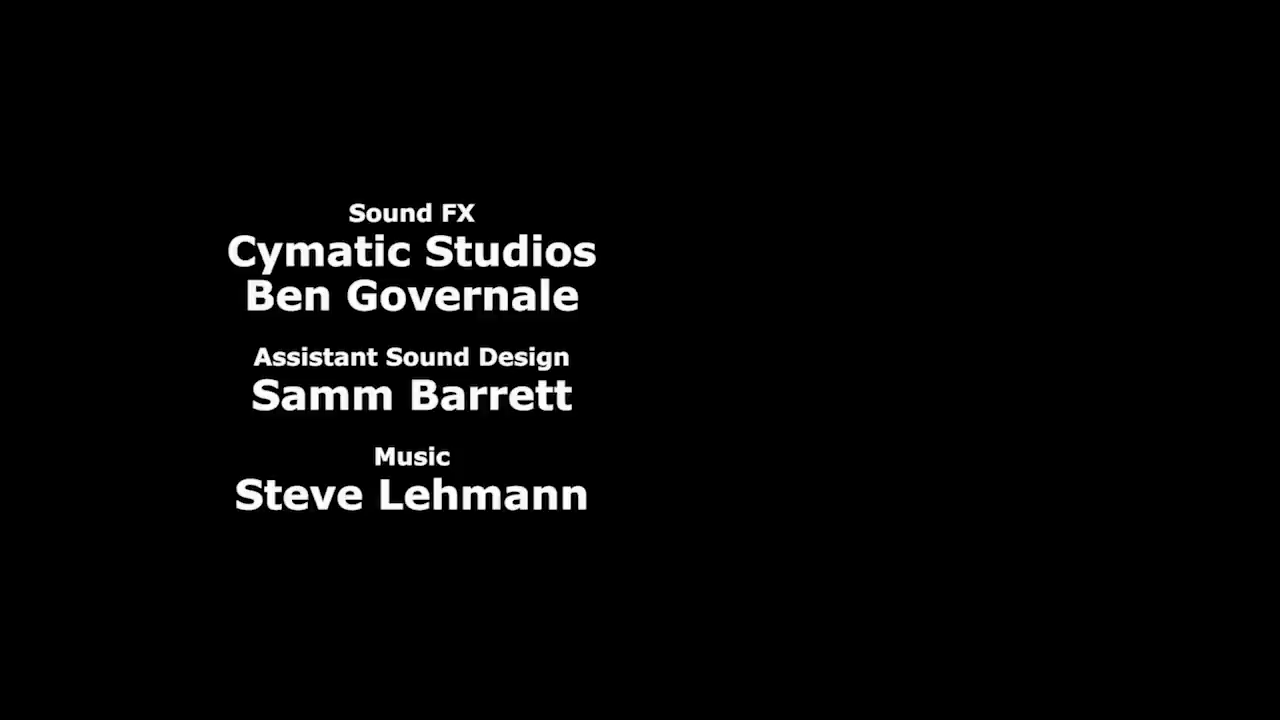 Sound FX
Cymatic Studios
Ben Governale
Assistant Sound Design
Samm Barrett
Music
Steve Lehmann